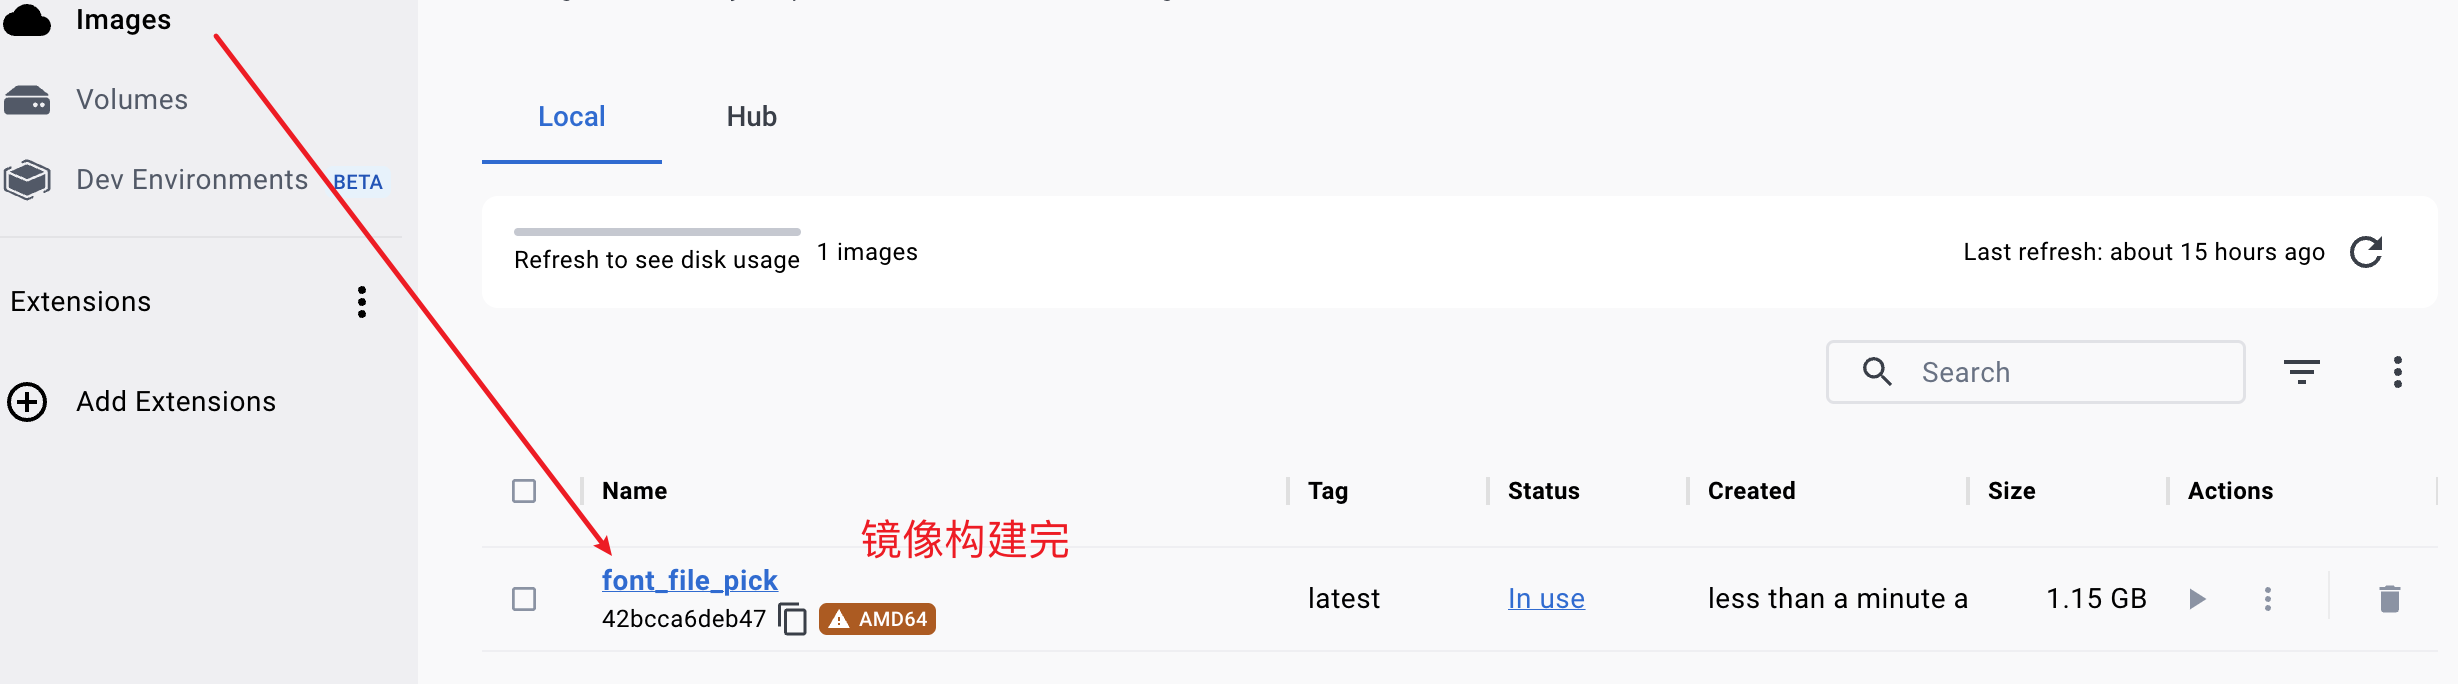 Images
Volumes
Dev Environments BETA
Extensions
Add Extensions
Local Hub
Refresh to see disk usage 1 images Last refresh: about 15 hours ago
Search
Name Tag Status Created Size Actions
镜像构建完
font_file_pick
42bcca6deb47 AMD64 latest In use less than a minute a 1.15 GB